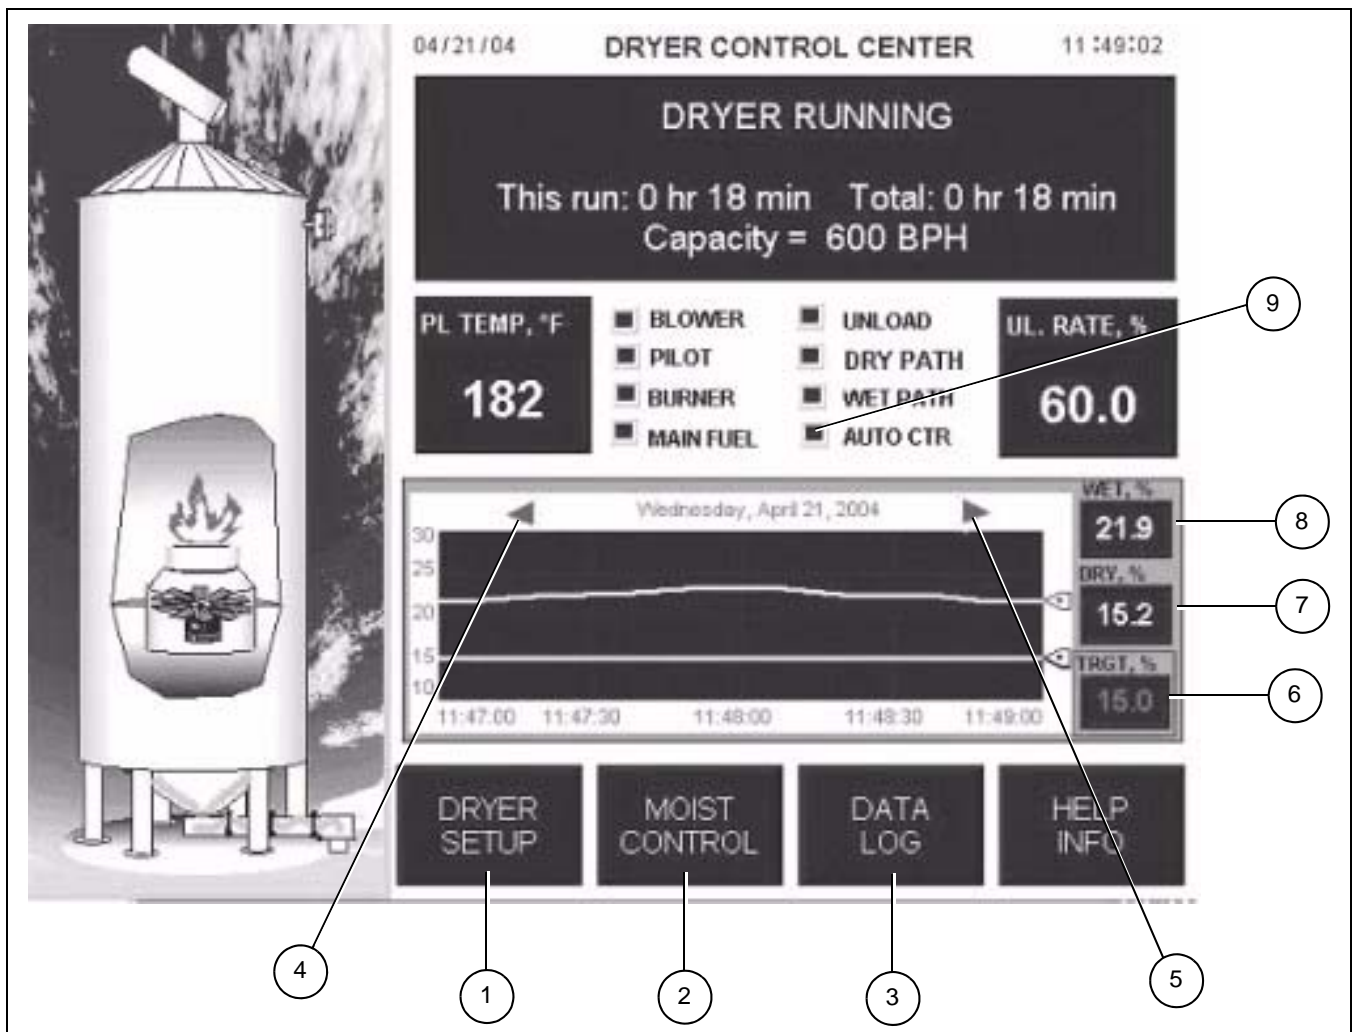 04/21/04 DRYER CONTROL CENTER 11:49:02
DRYER RUNNING
This run: 0 hr 18 min Total: 0 hr 18 min
Capacity = 600 BPH
PL TEMP, °F
182
BLOWER
PILOT
BURNER
MAIN FUEL
UNLOAD
DRY PATH
WET PATH
AUTO CTR
UL. RATE, %
60.0
9
Wednesday, April 21, 2004
30
25
20
15
10
11:47:00 11:47:30 11:48:00 11:48:30 11:49:00
WET, %
21.9
8
DRY, %
15.2
7
TRGT, %
15.0
6
DRYER
SETUP
MOIST
CONTROL
DATA
LOG
HELP
INFO
4
1
2
3
5